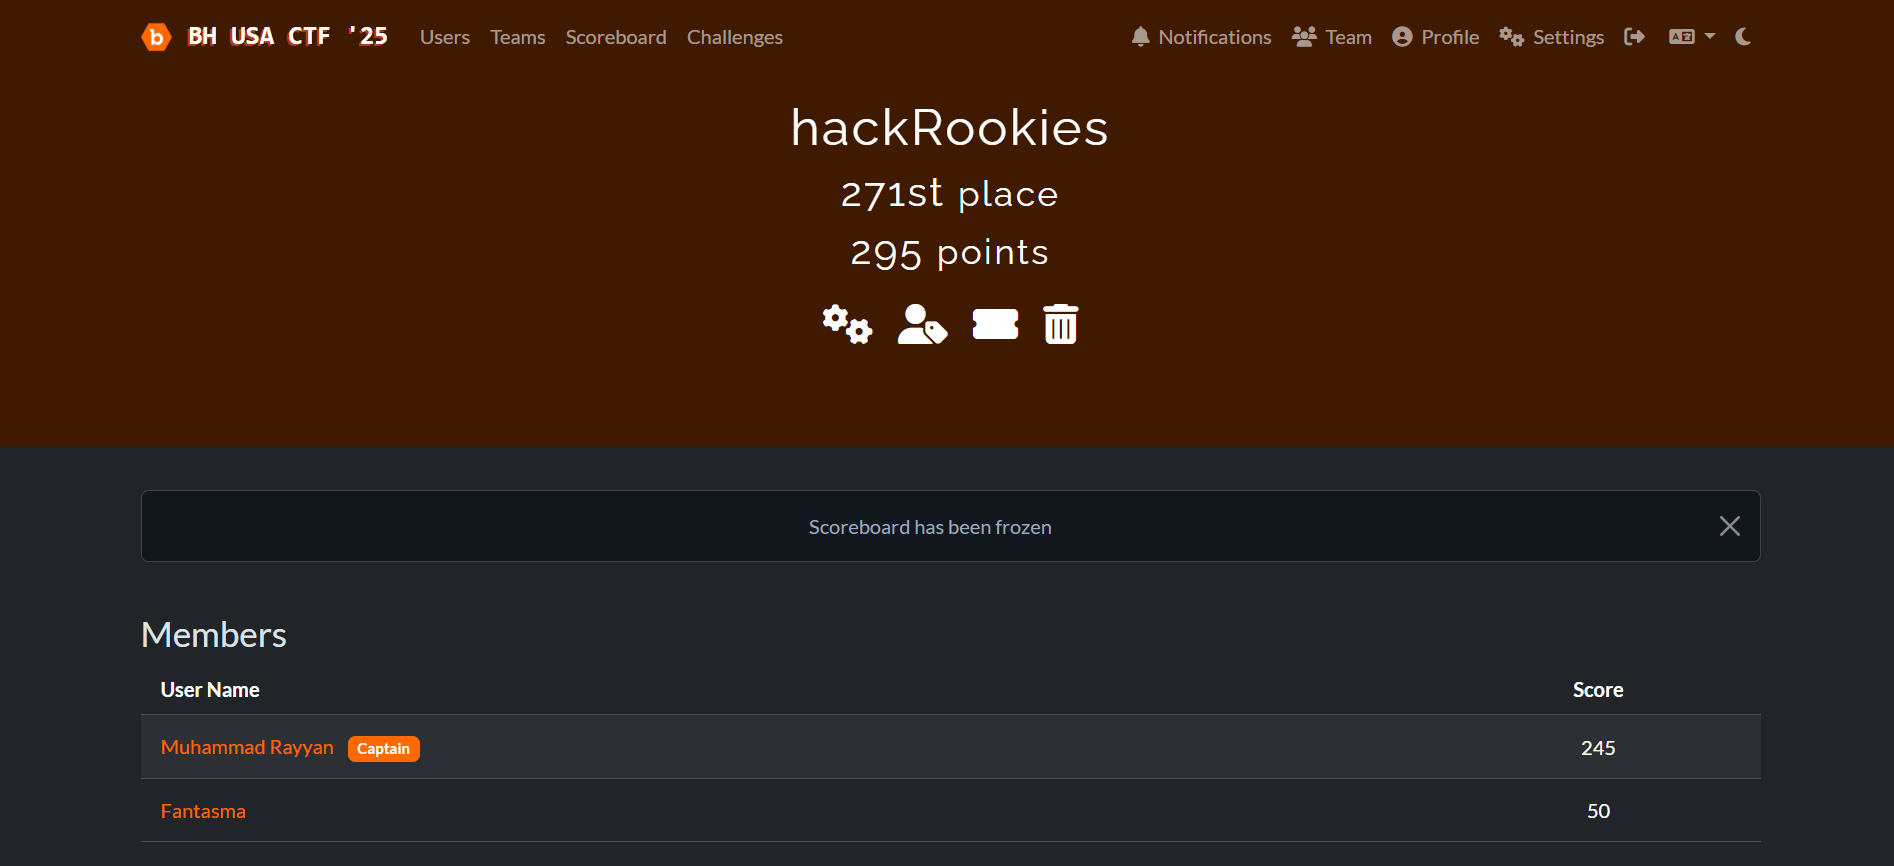 b BH USA CTF '25 Users Teams Scoreboard Challenges Notifications Team Profile Settings
hackRookies
271st place
295 points
Scoreboard has been frozen
Members
User Name Score
Muhammad Rayyan Captain 245
Fantasma 50